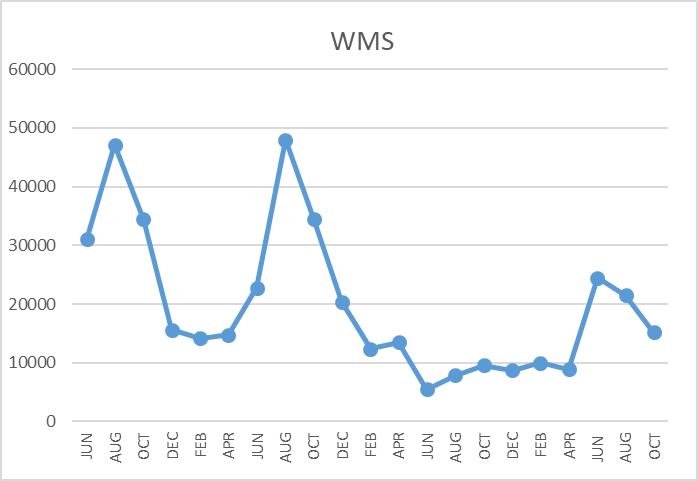 WMS
60000
50000
40000
30000
20000
10000
0
JUN
AUG
OCT
DEC
FEB
APR
JUN
AUG
OCT
DEC
FEB
APR
JUN
AUG
OCT
DEC
FEB
APR
JUN
AUG
OCT